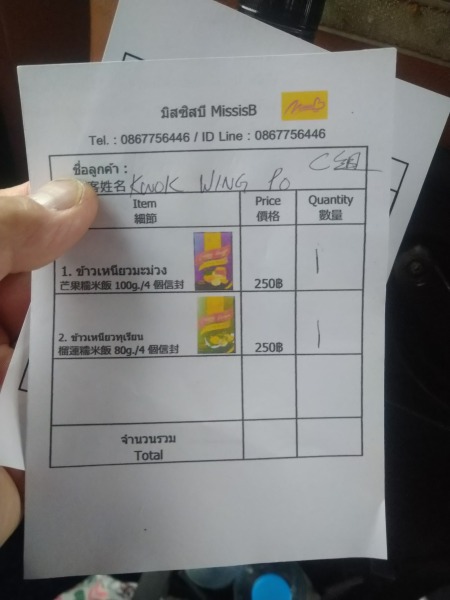 มิสซิสบี MissisB
Tel. : 0867756446 / ID Line : 0867756446
ชื่อลูกค้า : C組
客姓名 KWOK WING PO
Item Price Quantity
細節 價格 數量
1. ข้าวเหนียวมะม่วง
芒果糯米飯 100g./4 個信封 250฿ 1
2. ข้าวเหนียวทุเรียน
榴蓮糯米飯 80g./4 個信封 250฿ 1
จำนวนรวม
Total